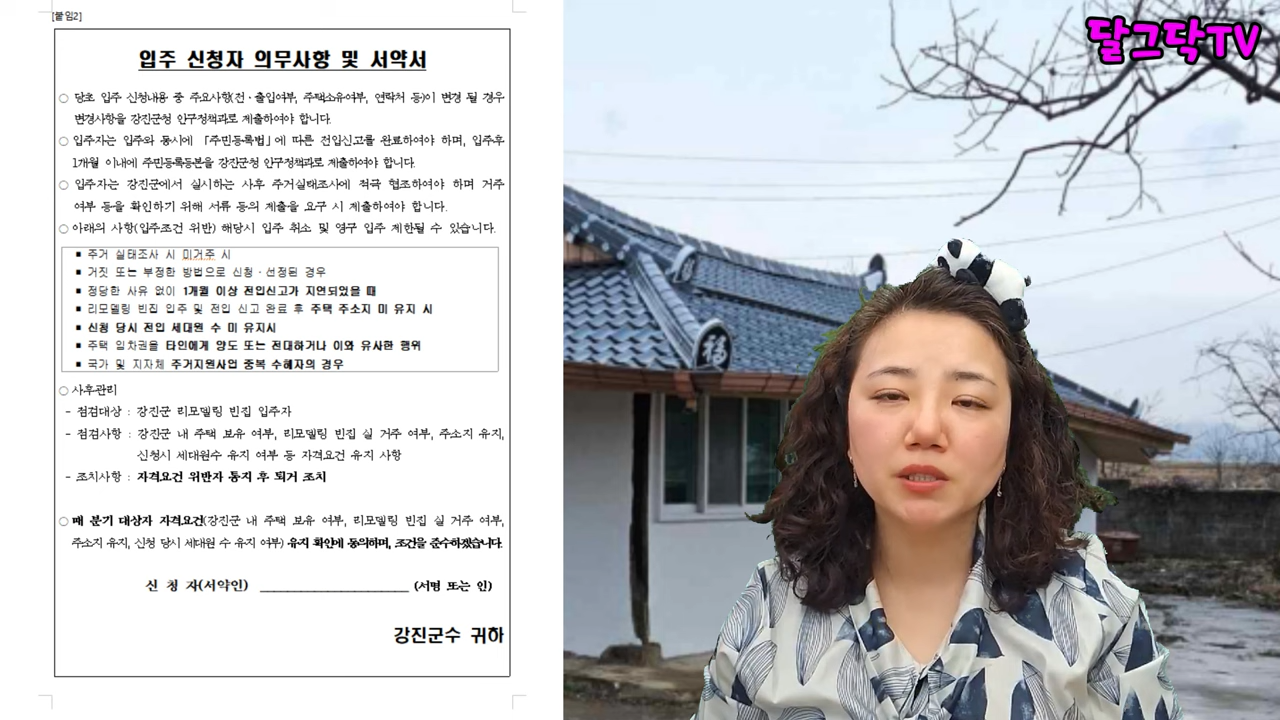 [붙임2]
달그닥TV
입주 신청자 의무사항 및 서약서
○ 당초 입주 신청내용 중 주요사항(전·출입여부, 주택소유여부, 연락처 등)이 변경 될 경우
변경사항을 강진군청 인구정책과로 제출하여야 합니다.
○ 입주자는 입주와 동시에 「주민등록법」에 따른 전입신고를 완료하여야 하며, 입주후
1개월 이내에 주민등록등본을 강진군청 인구정책과로 제출하여야 합니다.
○ 입주자는 강진군에서 실시하는 사후 주거실태조사에 적극 협조하여야 하며 거주
여부 등을 확인하기 위해 서류 등의 제출을 요구 시 제출하여야 합니다.
○ 아래의 사항(입주조건 위반) 해당시 입주 취소 및 영구 입주 제한될 수 있습니다.
■ 주거 실태조사 시 미거주 시
■ 거짓 또는 부정한 방법으로 신청·선정된 경우
■ 정당한 사유 없이 1개월 이상 전입신고가 지연되었을 때
■ 리모델링 빈집 입주 및 전입 신고 완료 후 주택 주소지 미 유지 시
■ 신청 당시 전입 세대원 수 미 유지시
■ 주택 임차권을 타인에게 양도 또는 전대하거나 이와 유사한 행위
■ 국가 및 지자체 주거지원사업 중복 수혜자의 경우
○ 사후관리
- 점검대상 : 강진군 리모델링 빈집 입주자
- 점검사항 : 강진군 내 주택 보유 여부, 리모델링 빈집 실 거주 여부, 주소지 유지,
신청시 세대원수 유지 여부 등 자격요건 유지 사항
- 조치사항 : 자격요건 위반자 통지 후 퇴거 조치
○ 매 분기 대상자 자격요건(강진군 내 주택 보유 여부, 리모델링 빈집 실 거주 여부,
주소지 유지, 신청 당시 세대원 수 유지 여부) 유지 확인에 동의하며, 조건을 준수하겠습니다.
신 청 자(서약인) ____________________ (서명 또는 인)
강진군수 귀하
福